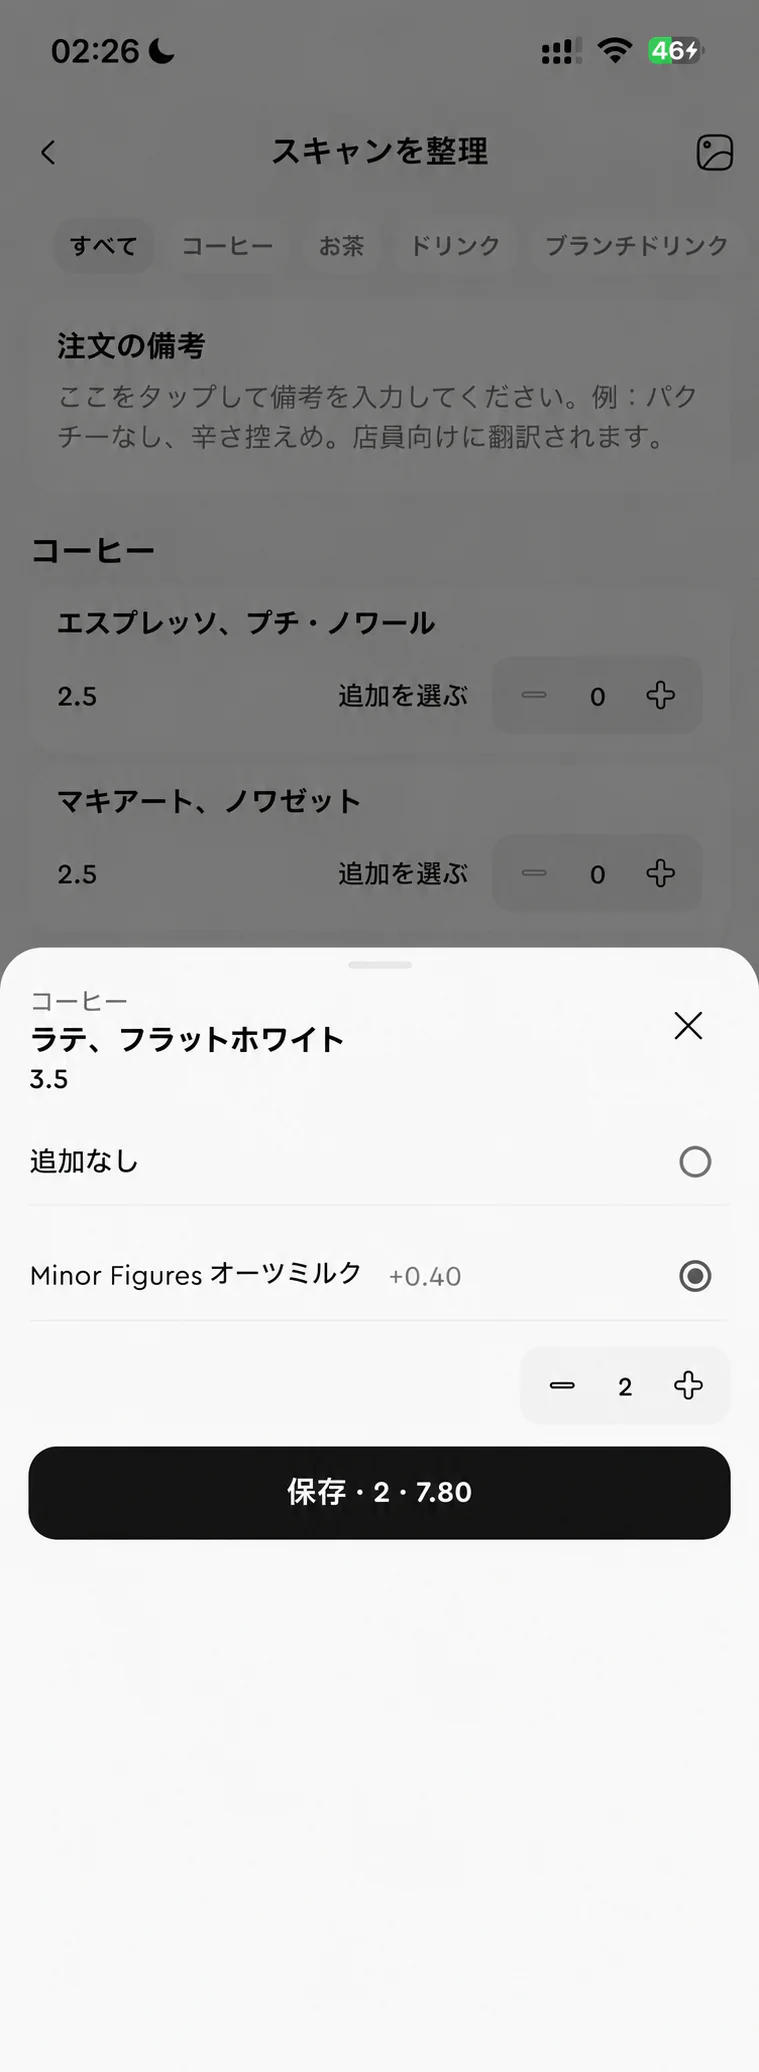 02:26
46
スキャンを整理
すべて
コーヒー
お茶
ドリンク
ブランチドリンク
注文の備考
ここをタップして備考を入力してください。例：パク
チーなし、辛さ控えめ。店員向けに翻訳されます。
コーヒー
エスプレッソ、プチ・ノワール
2.5 追加を選ぶ 0
マキアート、ノワゼット
2.5 追加を選ぶ 0
コーヒー
ラテ、フラットホワイト
3.5
追加なし
Minor Figures オーツミルク +0.40
2
保存 · 2 · 7.80